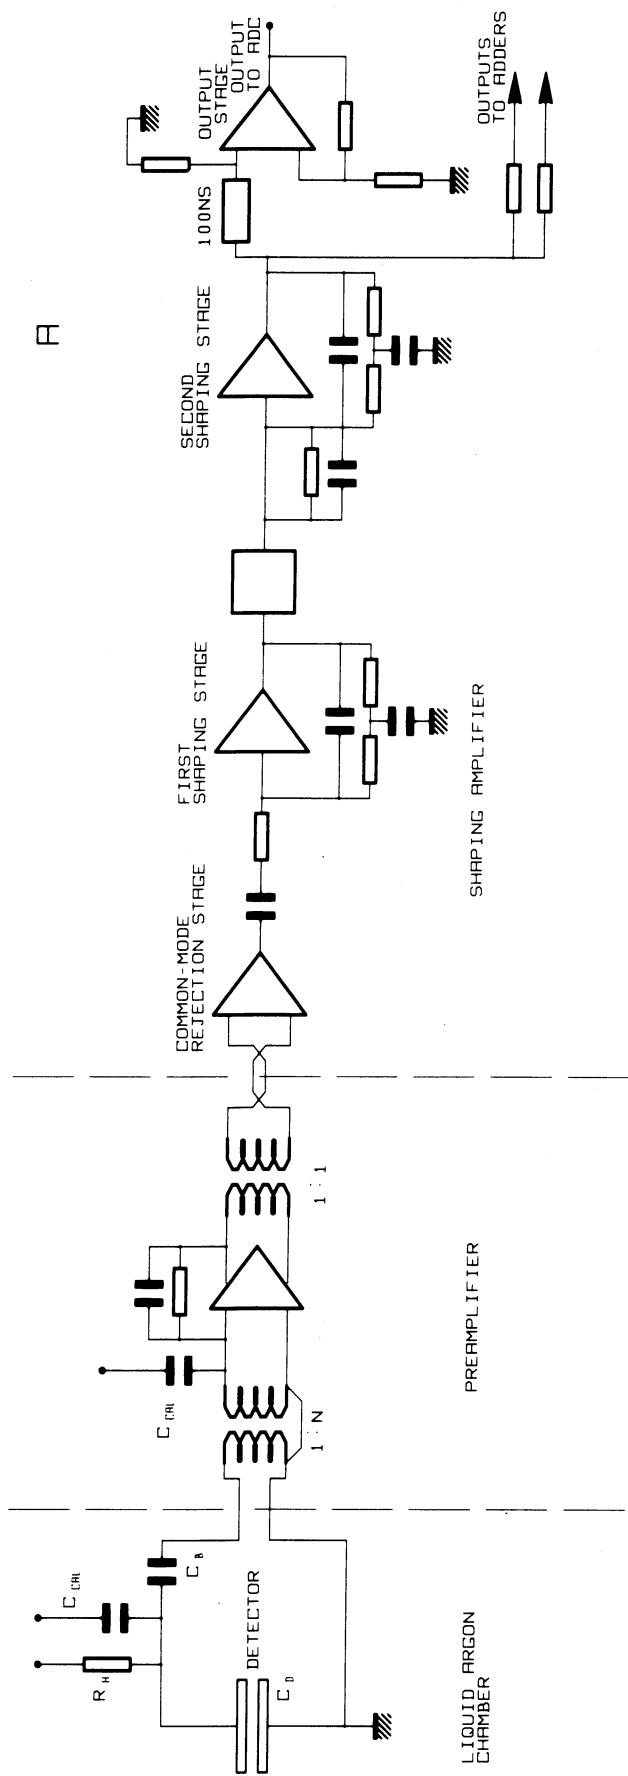 A
LIQUID ARGON
CHAMBER
PREAMPLIFIER
SHAPING AMPLIFIER
R H
C CAL
C B
DETECTOR
C D
C CAL
1 : N
1 : 1
COMMON-MODE
REJECTION STAGE
FIRST
SHAPING STAGE
SECOND
SHAPING STAGE
100NS
OUTPUT
STAGE
OUTPUT
TO ADC
OUTPUTS
TO ADDERS